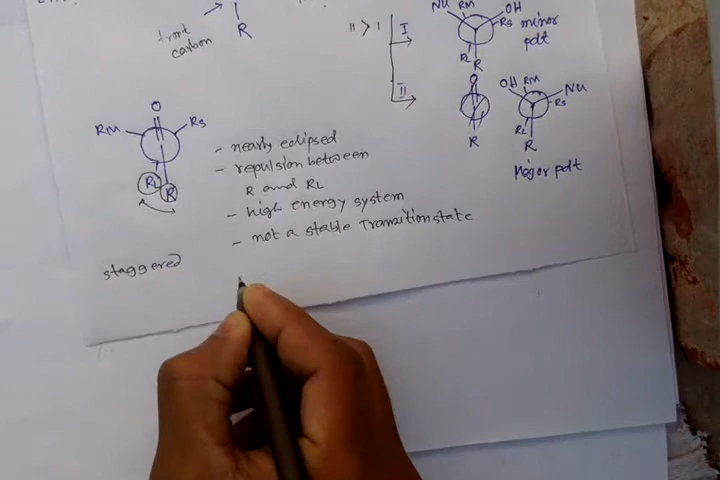 front
carbon
R
II > I
I
II
Nu RM OH
RS
minor
pdt
RL
R
O
R
OH RM Nu
RS
RL
R
Major pdt
O
RM RS
RL R
- nearly eclipsed
- repulsion between
R and RL
- high energy system
- not a stable Transition state
staggered